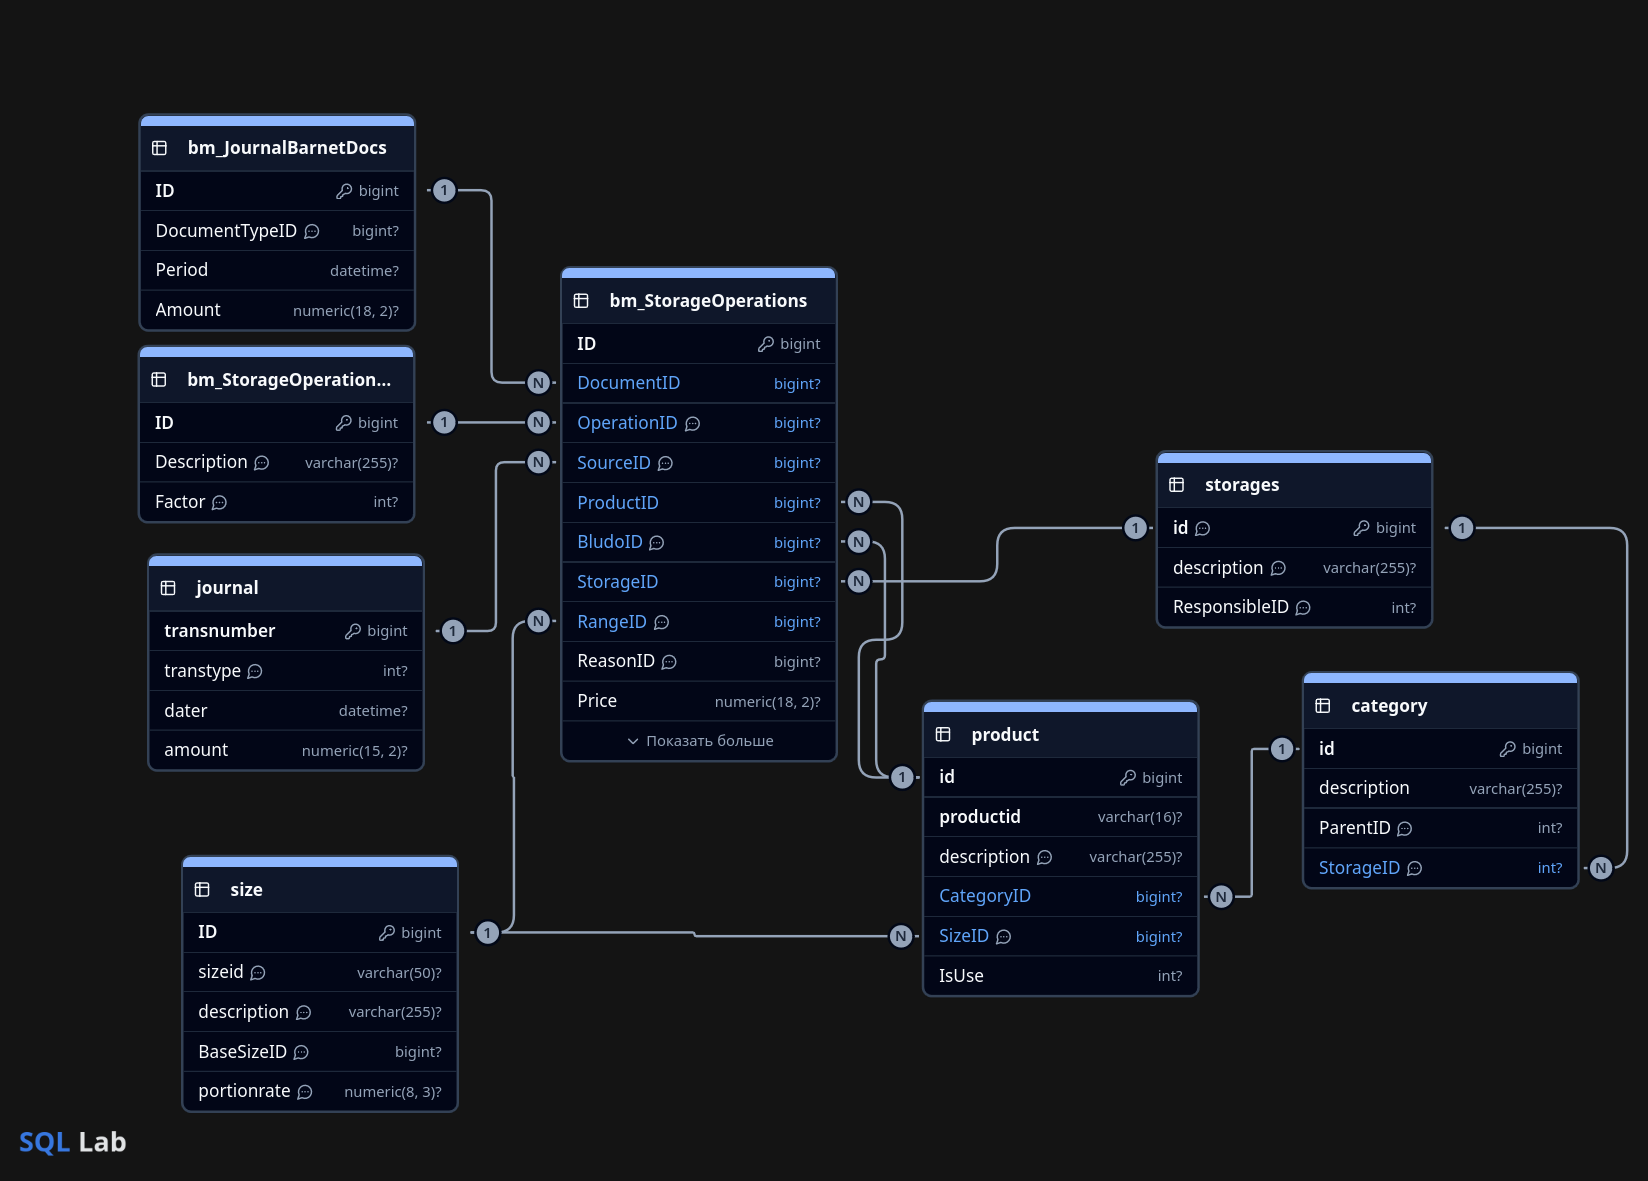 bm_JournalBarnetDocs
ID bigint
DocumentTypeID bigint?
Period datetime?
Amount numeric(18, 2)?
bm_StorageOperation...
ID bigint
Description varchar(255)?
Factor int?
journal
transnumber bigint
transtype int?
dater datetime?
amount numeric(15, 2)?
size
ID bigint
sizeid varchar(50)?
description varchar(255)?
BaseSizeID bigint?
portionrate numeric(8, 3)?
bm_StorageOperations
ID bigint
DocumentID bigint?
OperationID bigint?
SourceID bigint?
ProductID bigint?
BludoID bigint?
StorageID bigint?
RangeID bigint?
ReasonID bigint?
Price numeric(18, 2)?
Показать больше
product
id bigint
productid varchar(16)?
description varchar(255)?
CategoryID bigint?
SizeID bigint?
IsUse int?
storages
id bigint
description varchar(255)?
ResponsibleID int?
category
id bigint
description varchar(255)?
ParentID int?
StorageID int?
1
N
1
N
N
1
N
1
N
N
N
1
1
1
N
1
N
N
SQL Lab